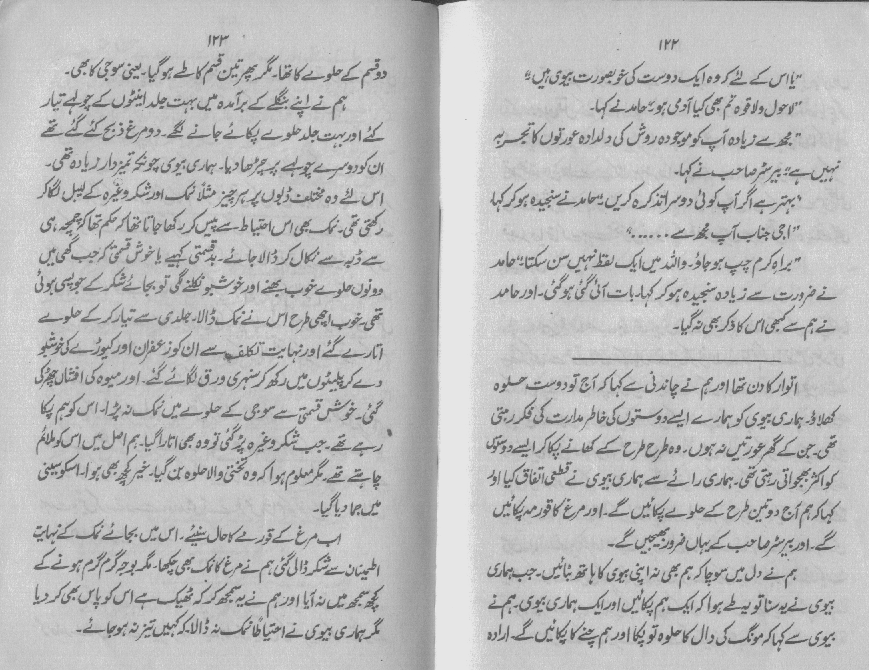 ۱۲۲
"یا اس کے لئے کہ وہ ایک دوست کی خوبصورت بیوی ہیں"
"لاحول ولا قوۃ تم بھی کیا آدمی ہو" حامد نے کہا۔
"مجھ سے زیادہ آپ کو موجودہ روش کی دلدادہ عورتوں کا تجربہ
نہیں ہے" بیرسٹر صاحب نے کہا۔
"بہتر ہے اگر آپ کوئی دوسرا تذکرہ کریں" حامد نے سنجیدہ ہو کر کہا
"اجی جناب آپ مجھ سے ......"
"براہ کرم چپ ہو جاؤ۔ واللہ میں ایک لفظ نہیں سن سکتا" حامد
نے ضرورت سے زیادہ سنجیدہ ہو کر کہا۔ بات آئی گئی ہو گئی۔ اور حامد
نے ہم سے کبھی اس کا ذکر بھی نہ کیا۔
اتوار کا دن تھا اور ہم نے چاندنی سے کہا کہ آج تو دوست حلوہ
کھلاؤ۔ ہماری بیوی کو ہمارے ایسے دوستوں کی خاطر مدارت کی فکر رہتی
تھی۔ جن کے گھر عورتیں نہ ہوں۔ وہ طرح طرح کے کھانے پکا کر ایسے دوستوں
کو اکثر بھجواتی رہتی تھی۔ ہماری رائے سے ہماری بیوی نے قطعی اتفاق کیا اور
کہا کہ ہم آج دو تین طرح کے حلوے پکائیں گے۔ اور مرغ کا قورمہ پکائیں
گے۔ اور بیرسٹر صاحب کے یہاں ضرور بھیجیں گے۔
ہم نے دل میں سوچا کہ ہم بھی نہ اپنی بیوی کا ہاتھ بٹائیں۔ جب ہماری
بیوی نے یہ سنا تو یہ طے ہوا کہ ایک ہم پکائیں اور ایک ہماری بیوی۔ ہم نے
بیوی سے کہا کہ مونگ کی دال کا حلوہ تو پکا اور ہم چنے کا پکائیں گے۔ ارادہ
۱۲۳
دو قسم کے حلوے کا تھا۔ مگر پھر تین قسم کا طے ہو گیا۔ یعنی سوجی کا بھی۔
ہم نے اپنے بنگلے کے برآمدہ میں بہت جلد اینٹوں کے چولہے تیار
کئے اور بہت جلد حلوے پکائے جانے لگے۔ دو مرغ ذبح کئے گئے تھے
ان کو دوسرے چولہے پر چڑھا دیا۔ ہماری بیوی چونکہ تمیزدار زیادہ تھی۔
اس لئے وہ مختلف ڈبوں پر ہر چیز مثلاً نمک اور شکر وغیرہ کے لیبل لگا کر
رکھتی تھی۔ نمک بھی اس احتیاط سے پیس کر رکھا جاتا تھا کہ حکم تھا کہ چمچہ ہی
سے ڈبہ سے نکال کر ڈالا جائے۔ بدقسمتی کہیے یا خوش قسمتی کہ جب گھی میں
دونوں حلوے خوب بھنے اور خوشبو نکلنے لگی تو بجائے شکر کے جو پسی ہوئی
تھی۔ خوب اچھی طرح اس نے نمک ڈالا۔ جلدی سے تیار کر کے حلوے
اتارے گئے اور نہایت تکلف سے ان کو زعفران اور کیوڑے کی خوشبو
دے کر پلیٹوں میں رکھ کر سنہری ورق لگائے گئے۔ اور میوہ کی افشاں چھڑکی
گئی۔ خوش قسمتی سے سوجی کے حلوے میں نمک نہ پڑا۔ اس کو ہم پکا
رہے تھے۔ جب شکر وغیرہ پڑ گئی تو وہ بھی اتارا گیا۔ ہم اصل میں اس کو ملائم
چاہتے تھے۔ مگر معلوم ہوا کہ وہ تختی والا حلوہ بن گیا۔ خیر کچھ بھی ہوا۔ اسکو سینی
میں جما دیا گیا۔
اب مرغ کے قورمے کا حال سنیئے۔ اس میں بجائے نمک کے نہایت
اطمینان سے شکر ڈالی گئی ہم نے مرغ کا نمک بھی چکھا۔ مگر بوجہ گرم گرم ہونے کے
کچھ سمجھ میں نہ آیا اور ہم نے یہ سمجھ کر کہ ٹھیک ہے اس کو پاس بھی کر دیا
مگر ہماری بیوی نے احتیاطاً نمک نہ ڈالا کہ کہیں تیز نہ ہو جائے۔